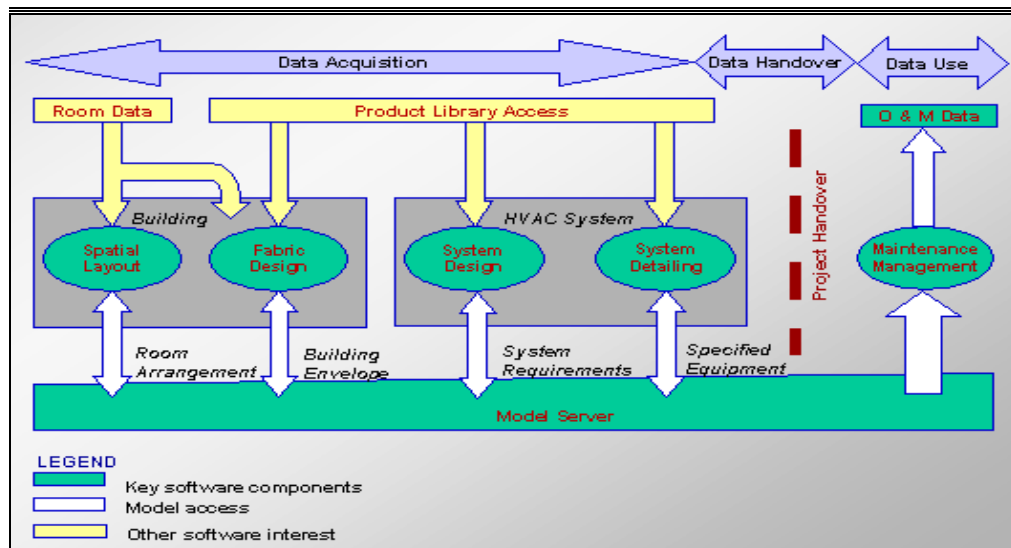 Data Acquisition
Data Handover
Data Use
Room Data
Product Library Access
O & M Data
Building
HVAC System
Spatial
Layout
Fabric
Design
System
Design
System
Detailing
Project Handover
Maintenance
Management
Room
Arrangement
Building
Envelope
System
Requirements
Specified
Equipment
Model Server
LEGEND
Key software components
Model access
Other software interest